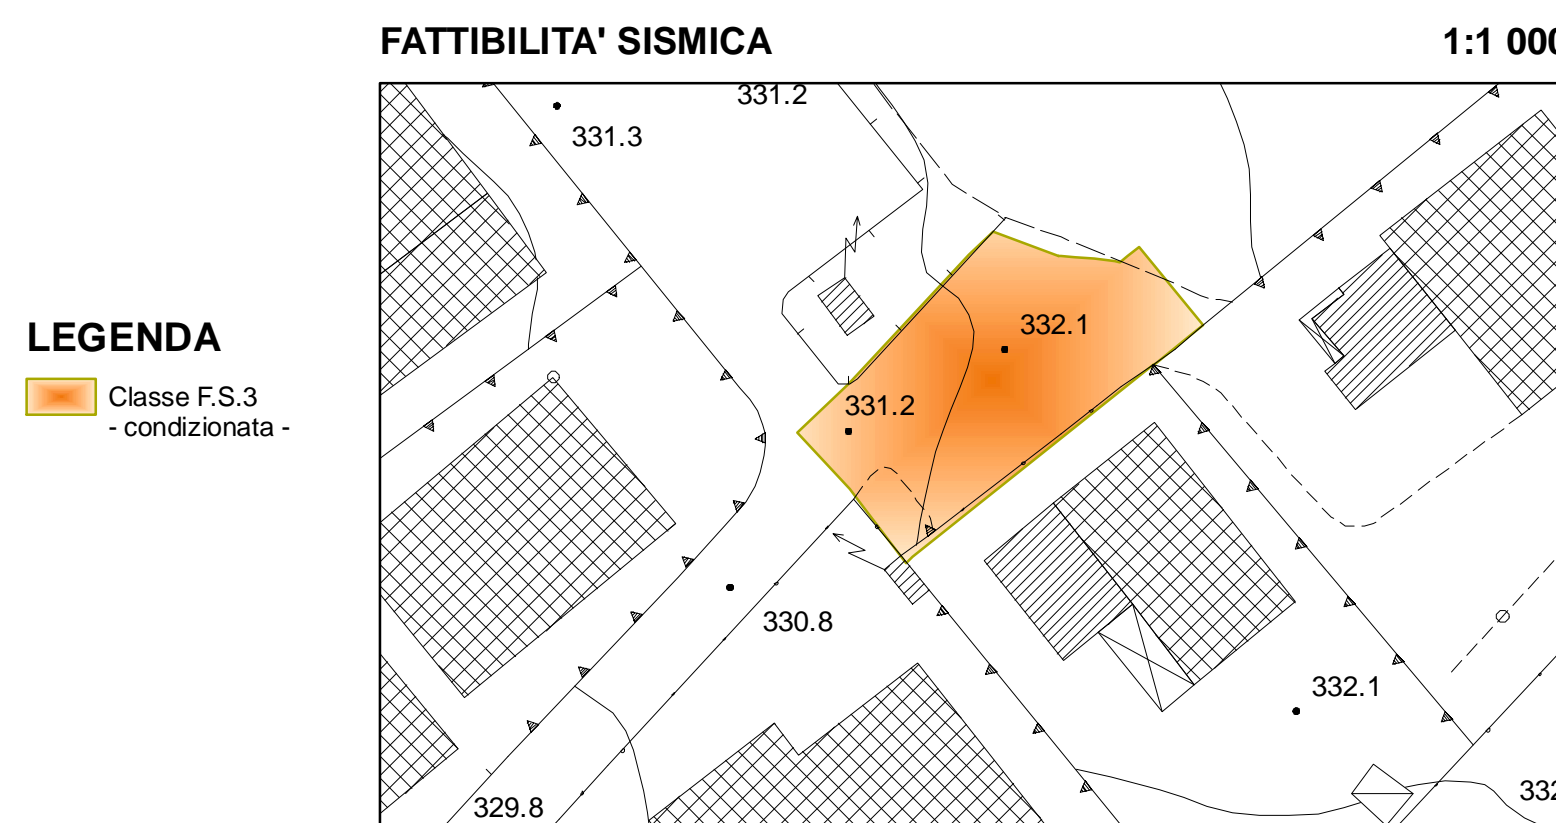 FATTIBILITA' SISMICA
1:1 000
331.2
331.3
332.1
LEGENDA
Classe F.S.3
- condizionata -
331.2
330.8
332.1
329.8
332